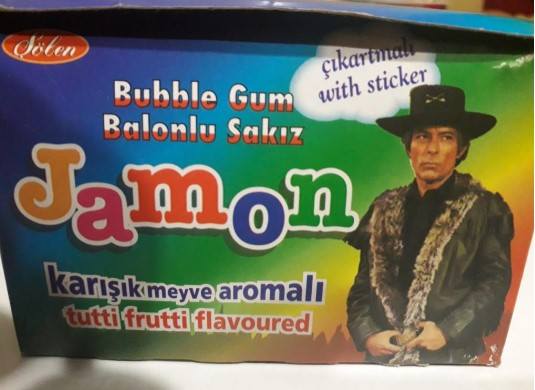 Şölen
çıkartmalı
with sticker
Bubble Gum
Balonlu Sakız
Jamon
karışık meyve aromalı
tutti frutti flavoured